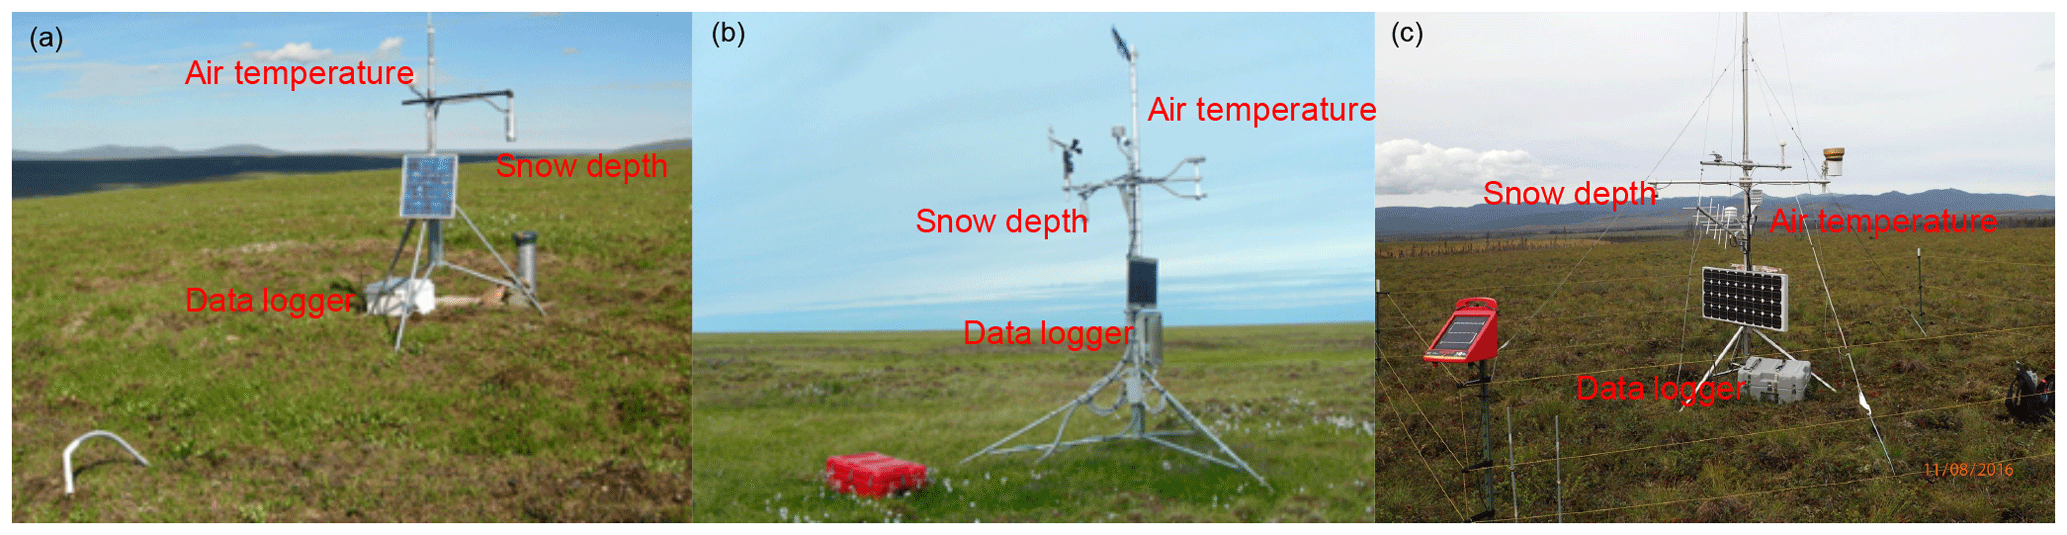 (a)
Air temperature
Snow depth
Data logger
(b)
Air temperature
Snow depth
Data logger
(c)
Snow depth
Air temperature
Data logger
11/08/2016